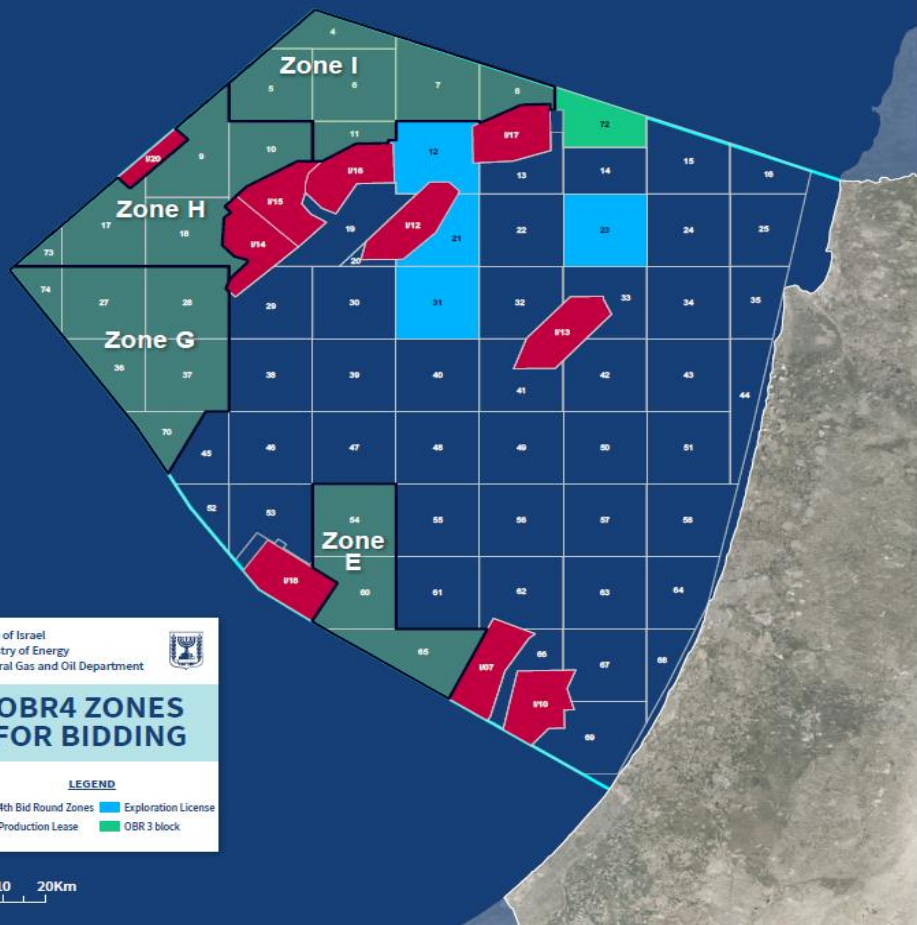 4
Zone I
5
6
7
8
72
I/17
11
12
10
9
I/20
I/16
13
14
15
16
I/15
Zone H
17
18
I/14
19
I/12
20
21
22
23
24
25
73
74
27
28
29
30
31
32
33
34
35
I/13
Zone G
36
37
38
39
40
41
42
43
44
70
45
46
47
48
49
50
51
52
53
54
55
56
57
58
Zone
E
I/18
60
61
62
63
64
65
I/07
66
67
68
I/10
69
of Israel
stry of Energy
ral Gas and Oil Department
OBR4 ZONES
FOR BIDDING
LEGEND
4th Bid Round Zones Exploration License
Production Lease OBR 3 block
10 20Km